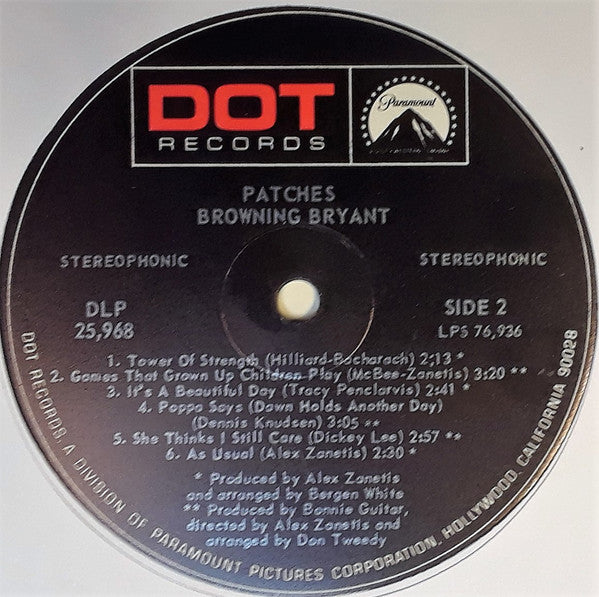 DOT
RECORDS
Paramount
PATCHES
BROWNING BRYANT
STEREOPHONIC
STEREOPHONIC
DLP
25,968
SIDE 2
LPS 76,936
1. Tower Of Strength (Hilliard-Bacharach) 2:13 *
2. Games That Grown Up Children Play (McBee-Zanetis) 3:20 **
3. It's A Beautiful Day (Tracy Penclarvis) 2:41 *
4. Poppa Says (Dawn Holds Another Day)
(Dennis Knudsen) 3:05 **
5. She Thinks I Still Care (Dickey Lee) 2:57 **
6. As Usual (Alex Zanetis) 2:30 *
* Produced by Alex Zanetis
and arranged by Bergen White
** Produced by Bonnie Guitar,
directed by Alex Zanetis and
arranged by Don Tweedy
DOT RECORDS, A DIVISION OF PARAMOUNT PICTURES CORPORATION, HOLLYWOOD, CALIFORNIA 90028